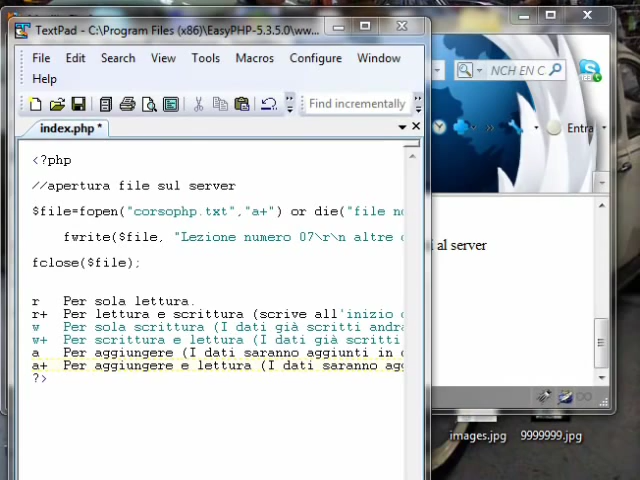 TextPad - C:\Program Files (x86)\EasyPHP-5.3.5.0\ww...
File Edit Search View Tools Macros Configure Window
Help
Find incrementally
index.php *
<?php
//apertura file sul server
$file=fopen("corsophp.txt","a+") or die("file
fwrite($file, "Lezione numero 07\r\n altre
fclose($file);
r Per sola lettura.
r+ Per lettura e scrittura (scrive all'inizio
w Per sola scrittura (I dati già scritti
w+ Per scrittura e lettura (I dati già scritti
a Per aggiungere (I dati saranno aggiunti in
a+ Per aggiungere e lettura (I dati saranno
?>
NCH EN C
Entra
al server
images.jpg
9999999.jpg